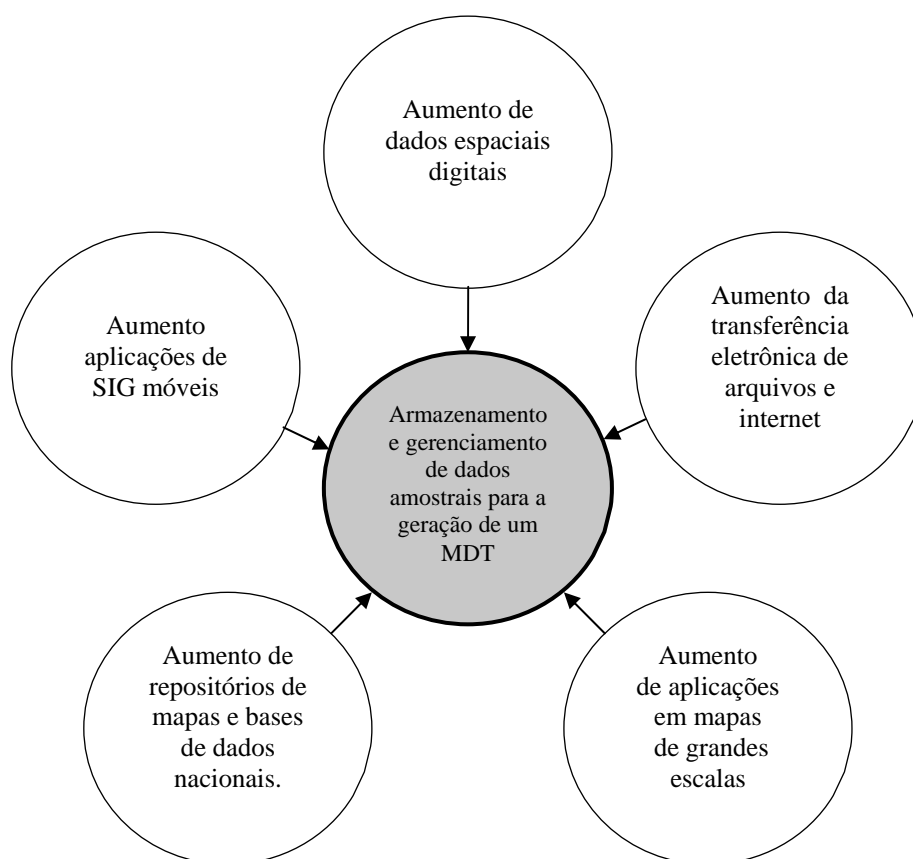 Aumento de
dados espaciais
digitais
Aumento
aplicações de
SIG móveis
Aumento da
transferência
eletrônica de
arquivos e
internet
Armazenamento
e gerenciamento
de dados
amostrais para a
geração de um
MDT
Aumento de
repositórios de
mapas e bases
de dados
nacionais.
Aumento
de aplicações
em mapas
de grandes
escalas